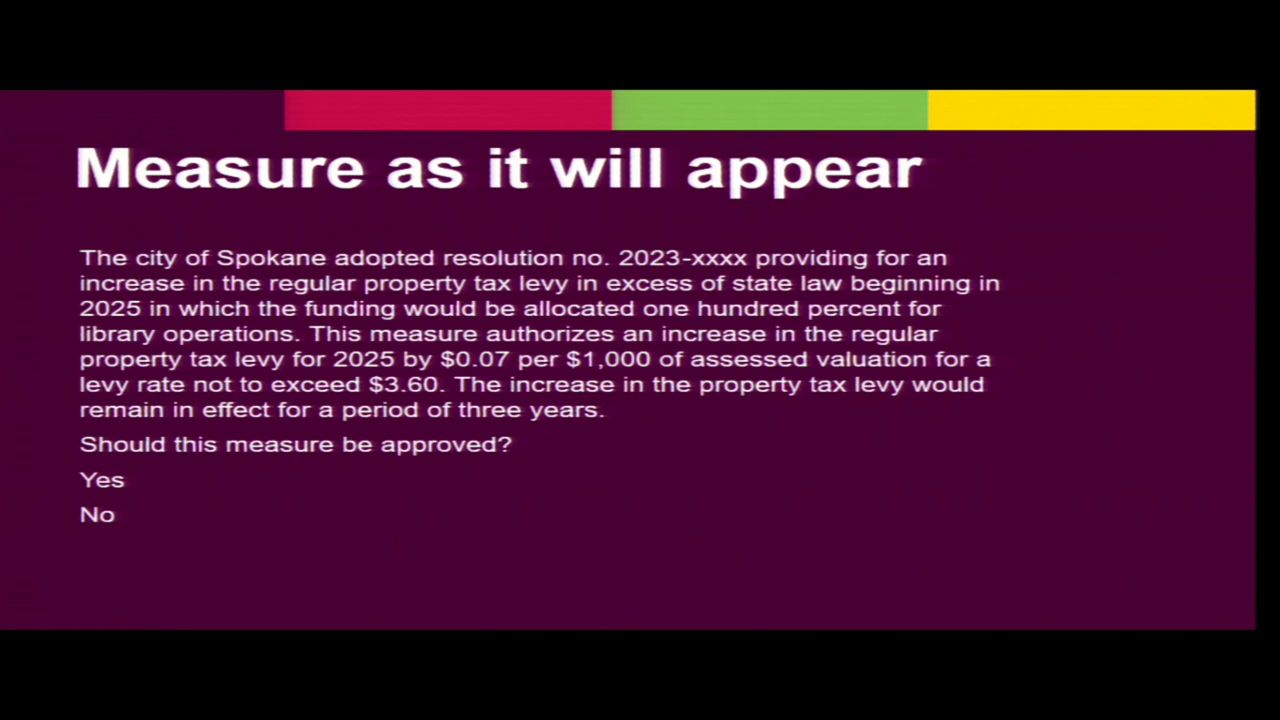 Measure as it will appear
The city of Spokane adopted resolution no. 2023-xxxx providing for an
increase in the regular property tax levy in excess of state law beginning in
2025 in which the funding would be allocated one hundred percent for
library operations. This measure authorizes an increase in the regular
property tax levy for 2025 by $0.07 per $1,000 of assessed valuation for a
levy rate not to exceed $3.60. The increase in the property tax levy would
remain in effect for a period of three years.
Should this measure be approved?
Yes
No